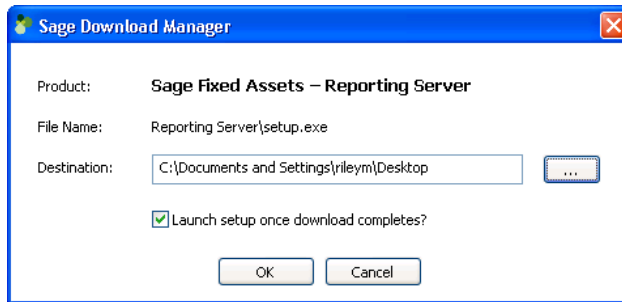 Sage Download Manager
Product: Sage Fixed Assets – Reporting Server
File Name: Reporting Server\setup.exe
Destination: C:\Documents and Settings\rileym\Desktop ...
Launch setup once download completes?
OK Cancel